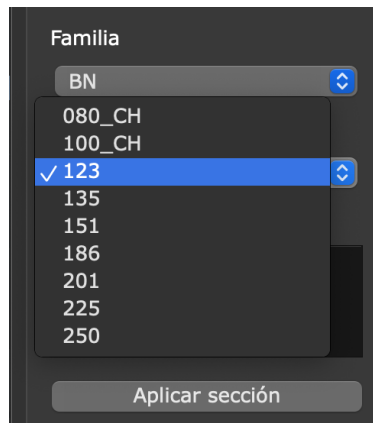 Familia
BN
080_CH
100_CH
✓ 123
135
151
186
201
225
250
Aplicar sección